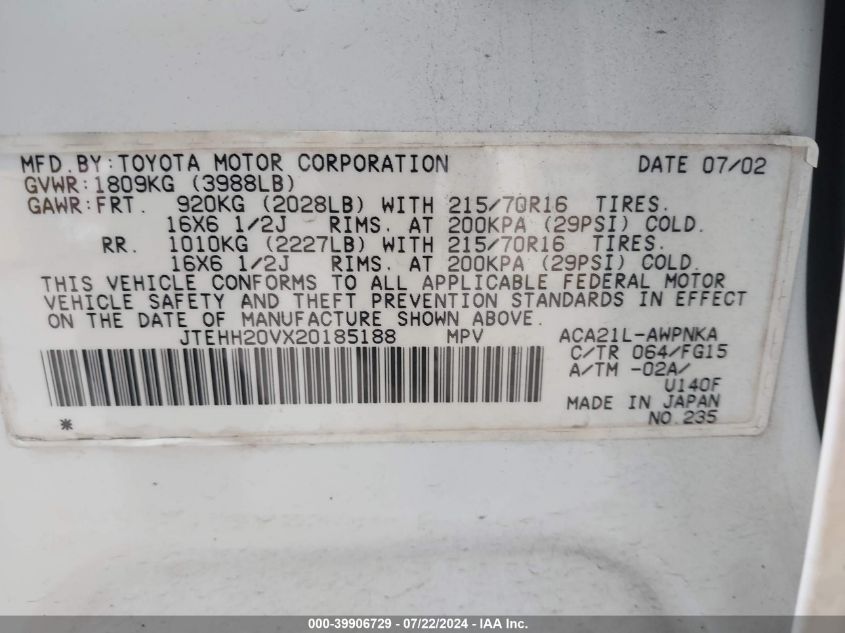 MFD.BY:TOYOTA MOTOR CORPORATION DATE 07/02
GVWR:1809KG (3988LB)
GAWR:FRT. 920KG (2028LB) WITH 215/70R16 TIRES.
16X6 1/2J RIMS. AT 200KPA (29PSI) COLD.
RR. 1010KG (2227LB) WITH 215/70R16 TIRES.
16X6 1/2J RIMS. AT 200KPA (29PSI) COLD.
THIS VEHICLE CONFORMS TO ALL APPLICABLE FEDERAL MOTOR
VEHICLE SAFETY AND THEFT PREVENTION STANDARDS IN EFFECT
ON THE DATE OF MANUFACTURE SHOWN ABOVE.
JTEHH20VX20185188 MPV ACA21L-AWPNKA
C/TR 064/FG15
A/TM -02A/
U140F
MADE IN JAPAN
* NO.235
000-39906729 - 07/22/2024 - IAA Inc.